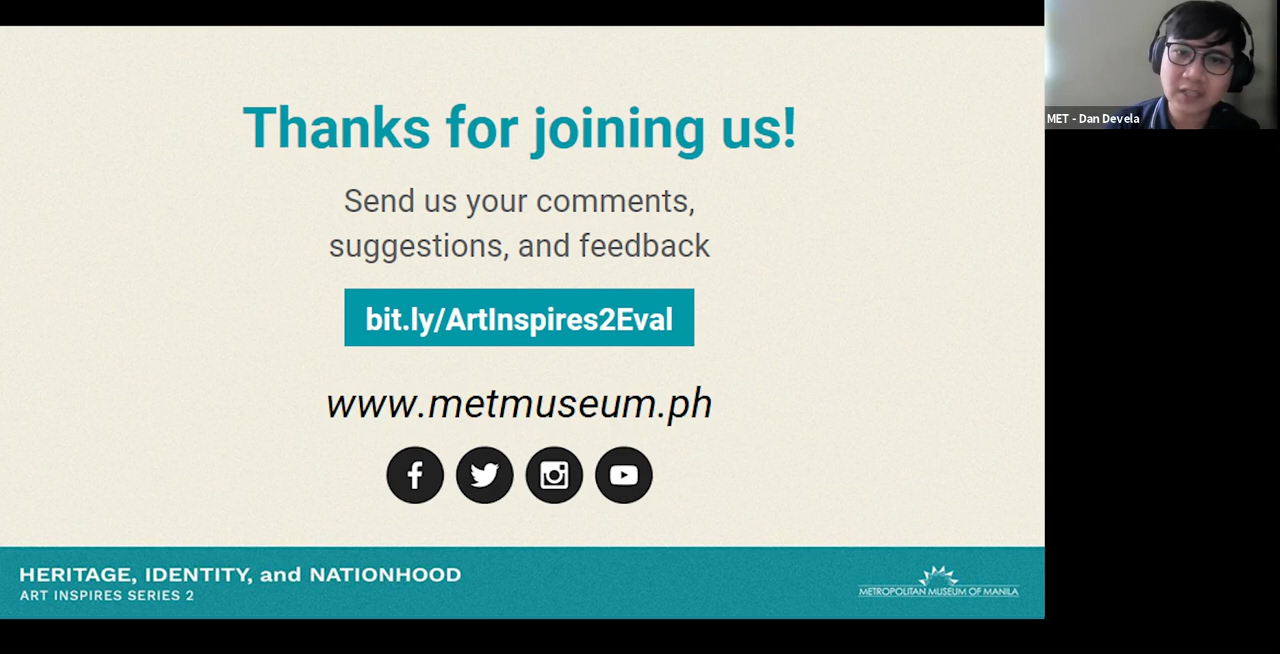 Thanks for joining us!
Send us your comments,
suggestions, and feedback
bit.ly/ArtInspires2Eval
www.metmuseum.ph
HERITAGE, IDENTITY, and NATIONHOOD
ART INSPIRES SERIES 2
METROPOLITAN MUSEUM OF MANILA
MET - Dan Devela